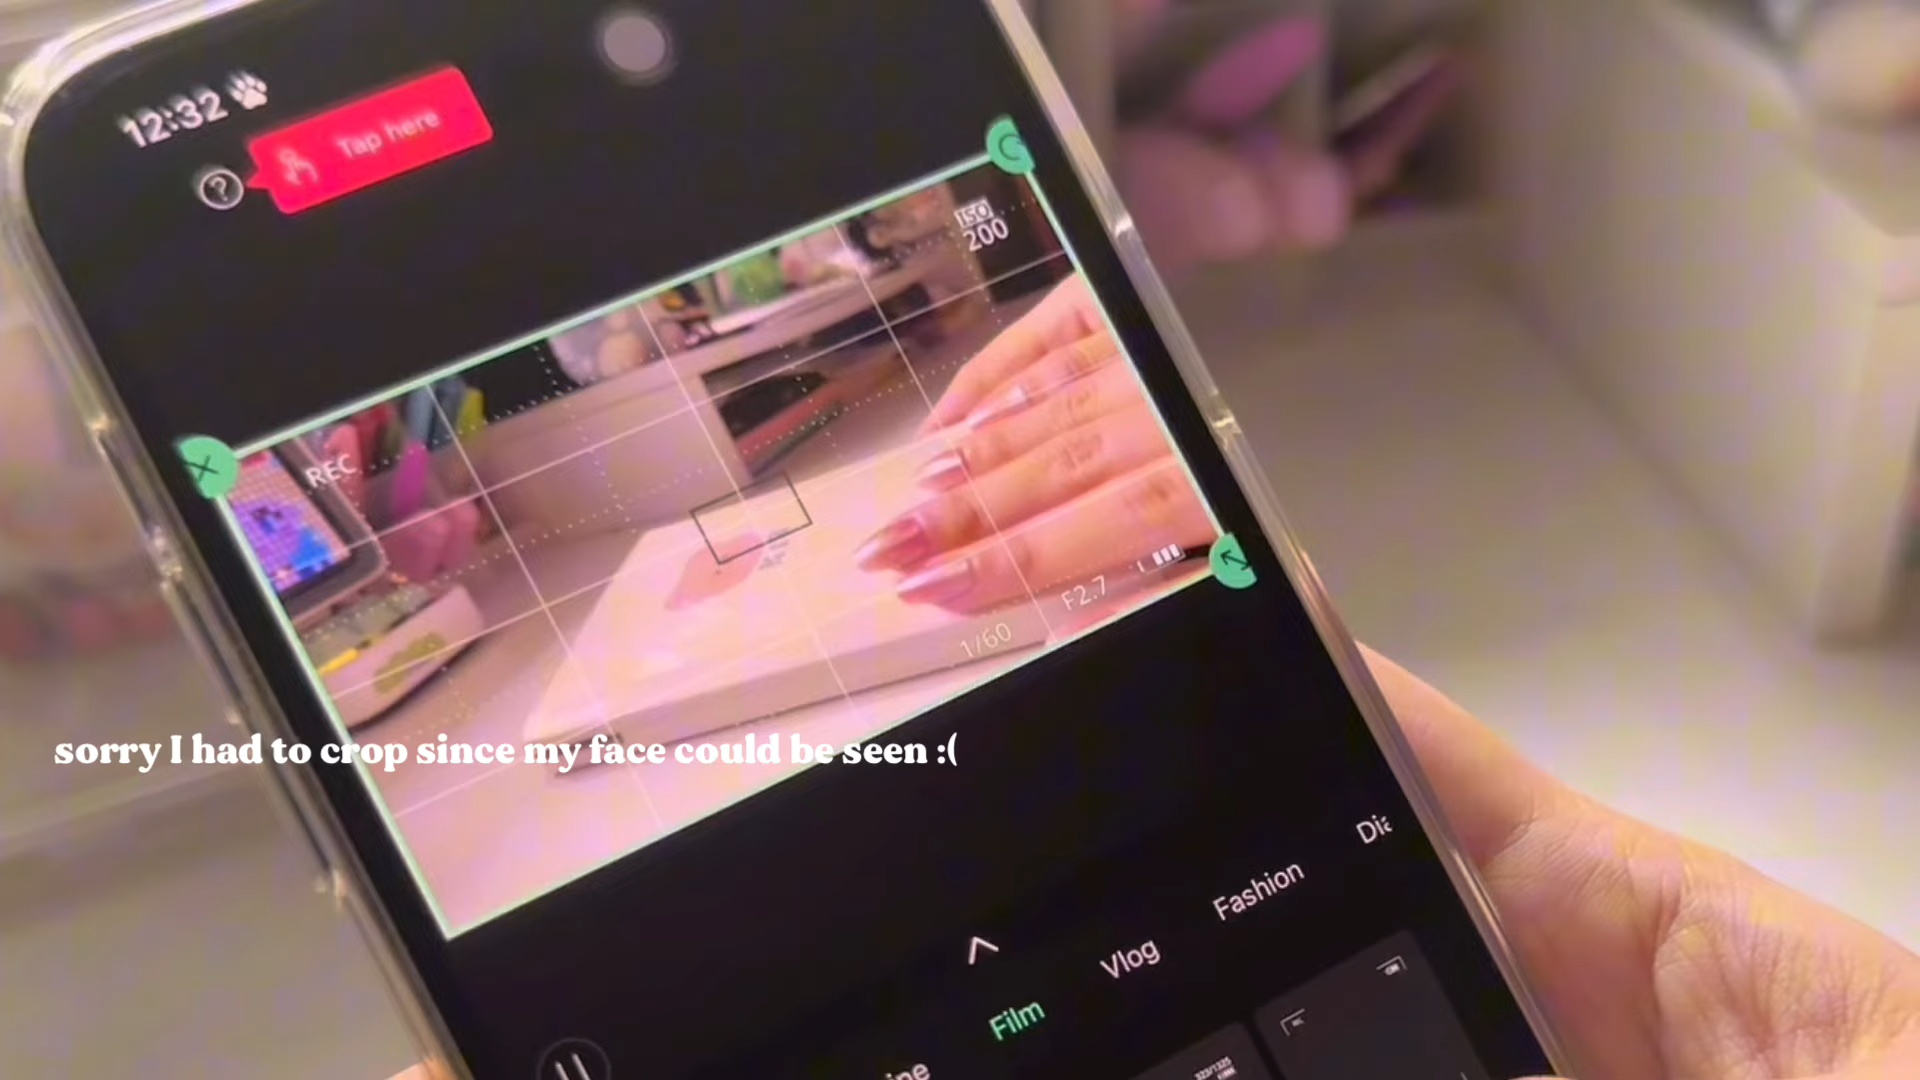 12:32
Tap here
?
ISO
200
REC
F2.7
1/60
sorry I had to crop since my face could be seen :(
Fashion
Vlog
Film